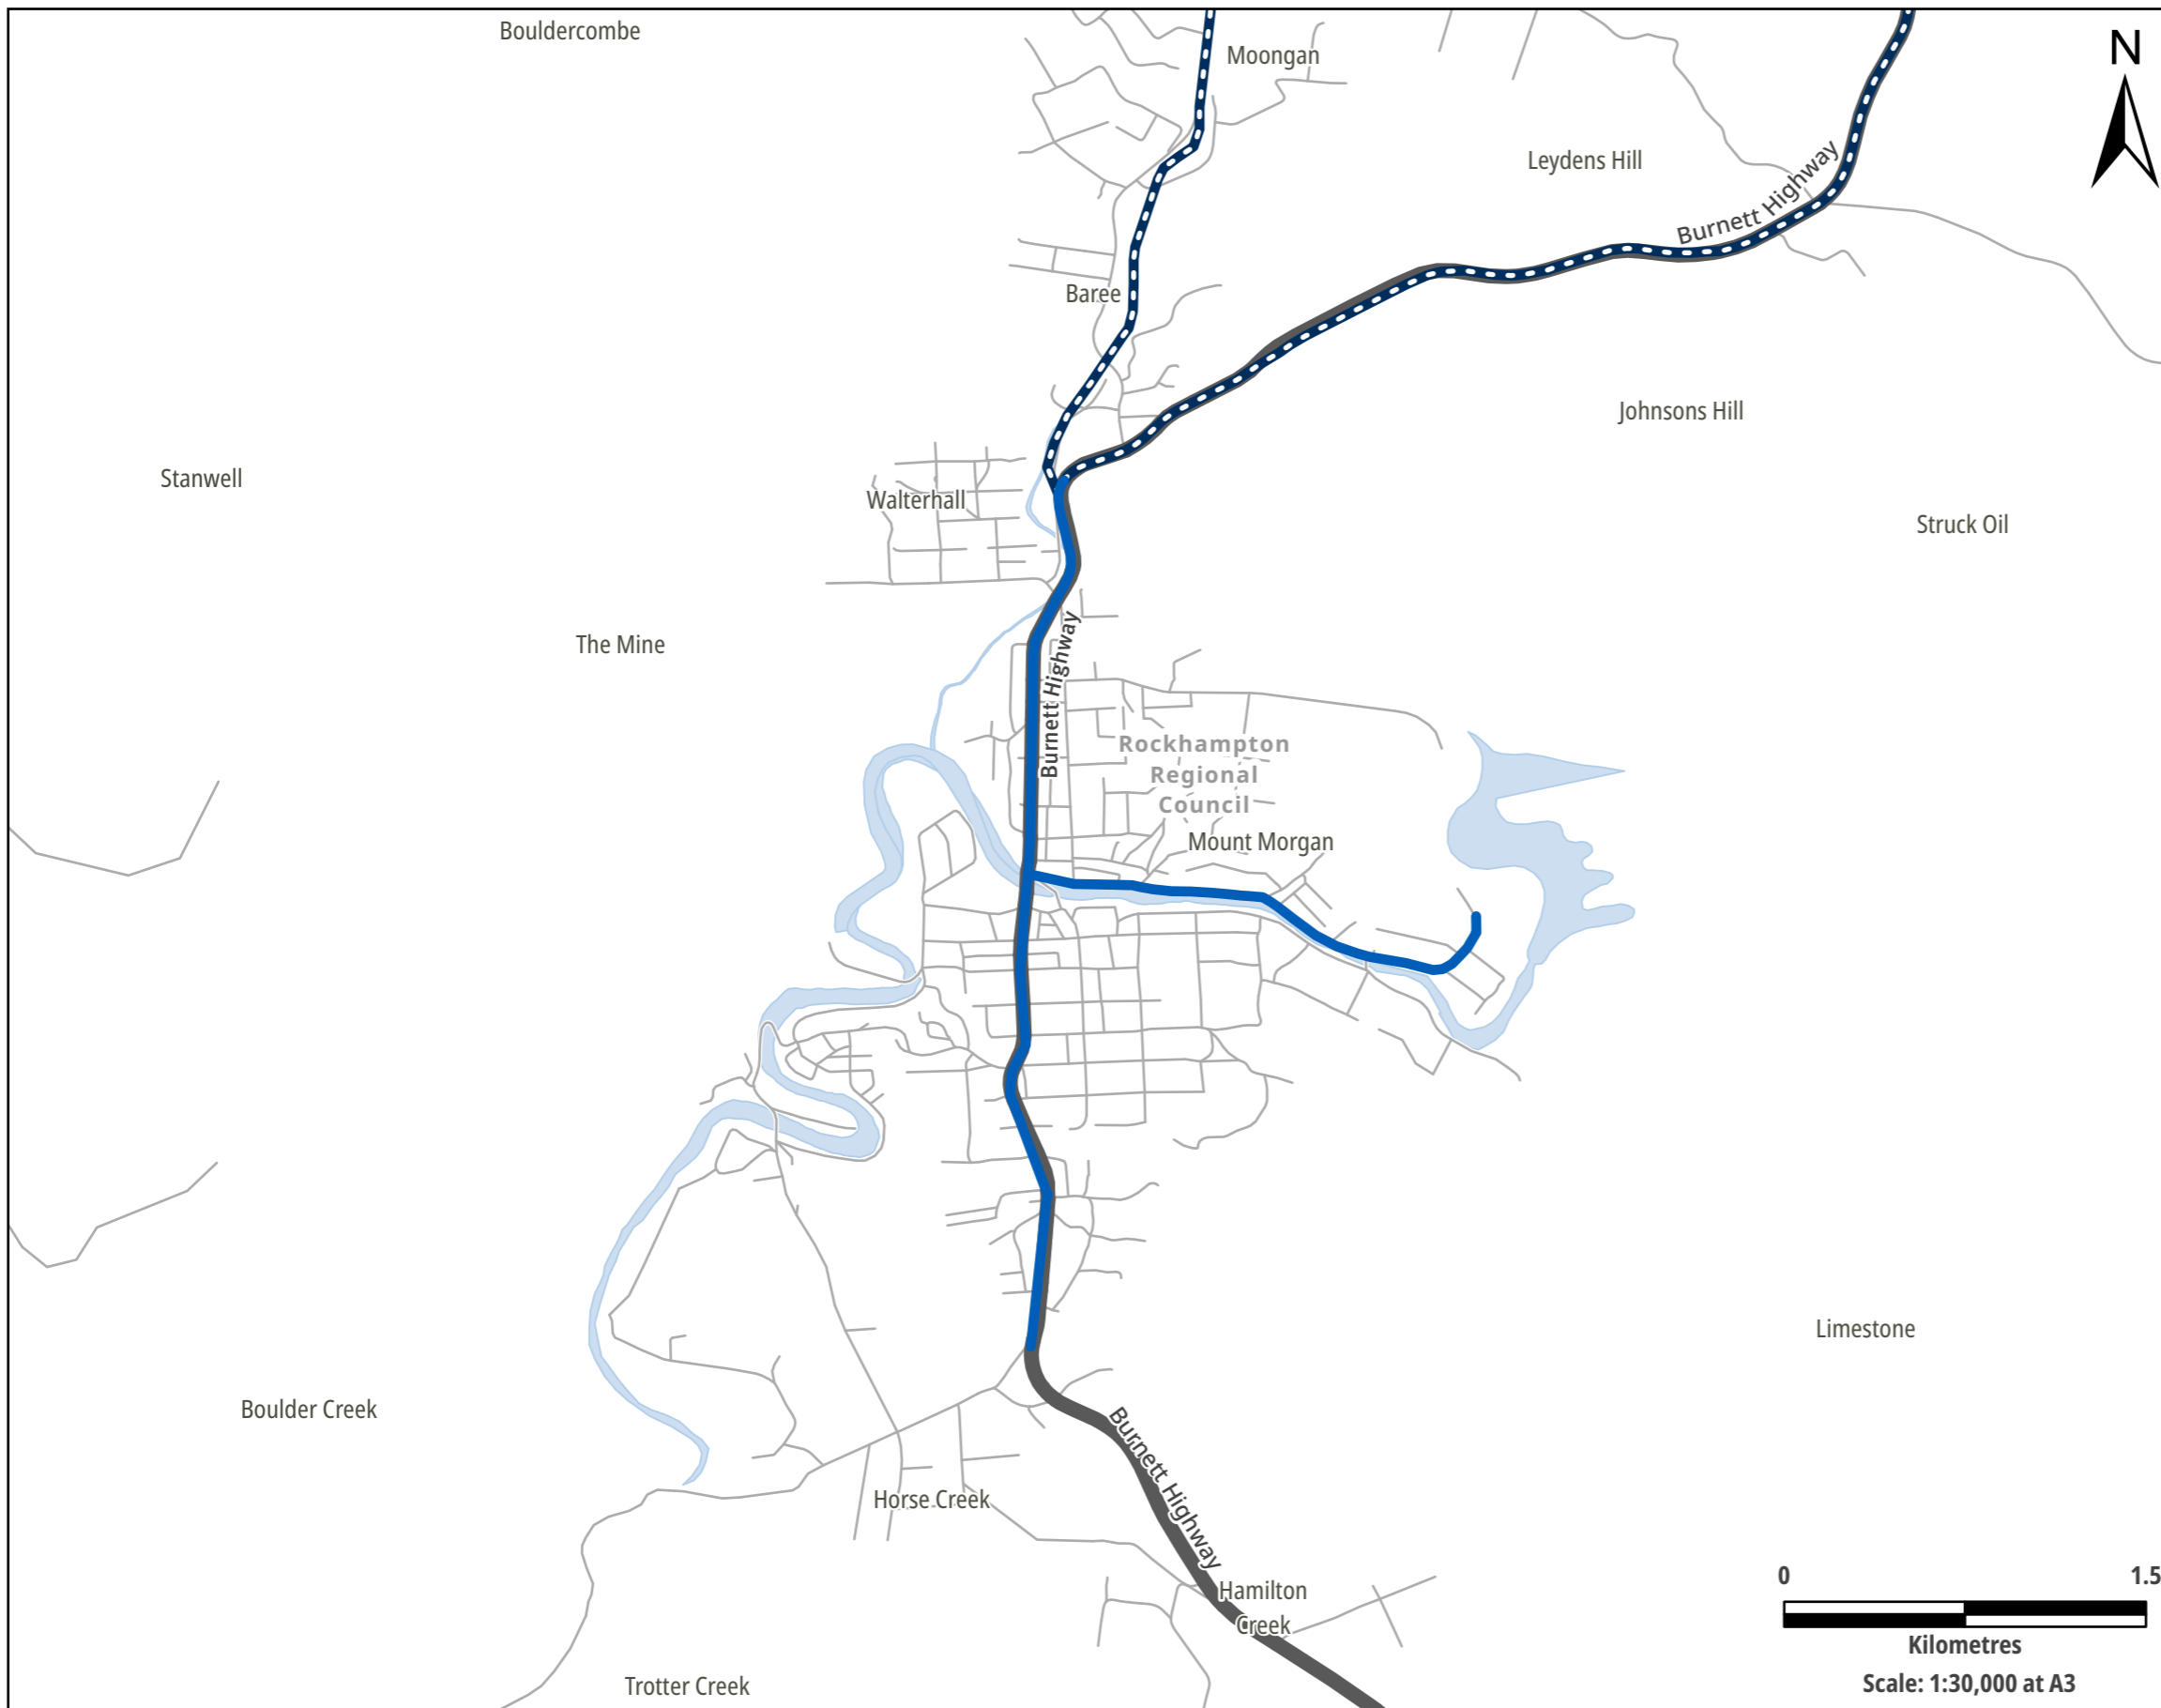 Bouldercombe
N
Moongan
Leydens Hill
Burnett Highway
Baree
Johnsons Hill
Stanwell
Walterhall
Struck Oil
The Mine
Burnett Highway
Rockhampton
Regional
Council
Mount Morgan
Limestone
Boulder Creek
Burnett Highway
Horse Creek
Hamilton
Creek
0 1.5
Kilometres
Trotter Creek
Scale: 1:30,000 at A3